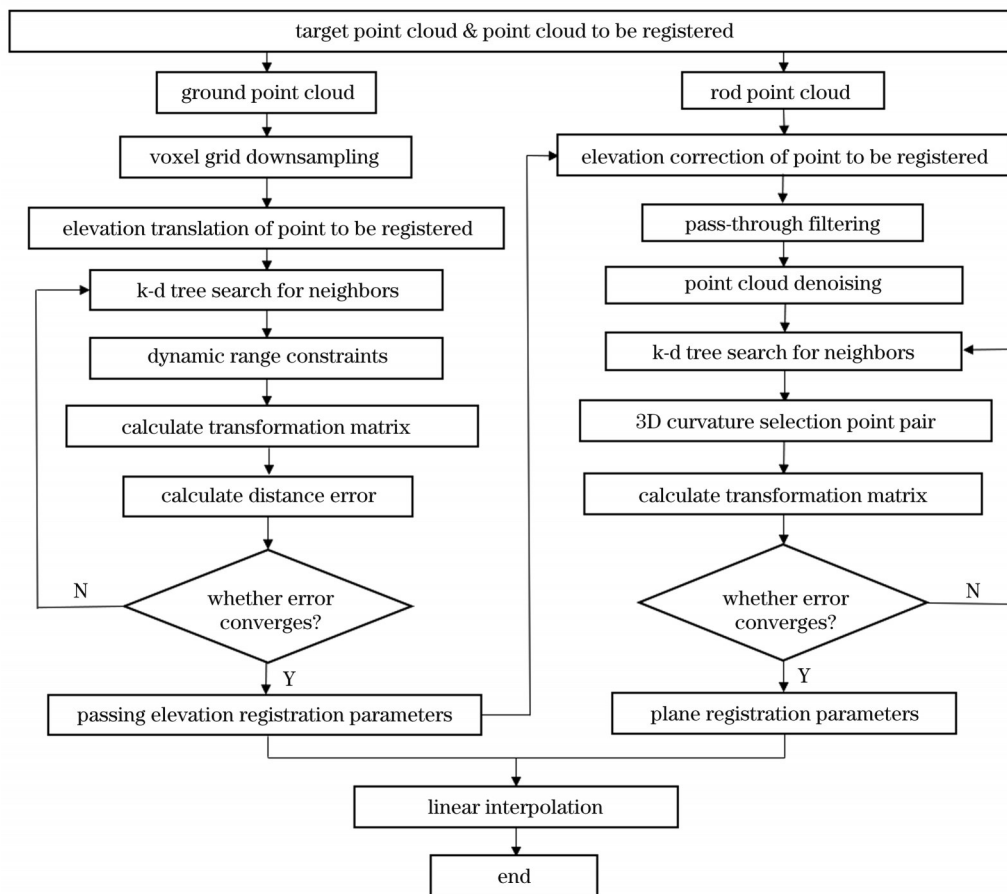 target point cloud & point cloud to be registered
ground point cloud
voxel grid downsampling
elevation translation of point to be registered
k-d tree search for neighbors
dynamic range constraints
calculate transformation matrix
calculate distance error
N
whether error
converges?
Y
passing elevation registration parameters
rod point cloud
elevation correction of point to be registered
pass-through filtering
point cloud denoising
k-d tree search for neighbors
3D curvature selection point pair
calculate transformation matrix
whether error
converges?
N
Y
plane registration parameters
linear interpolation
end